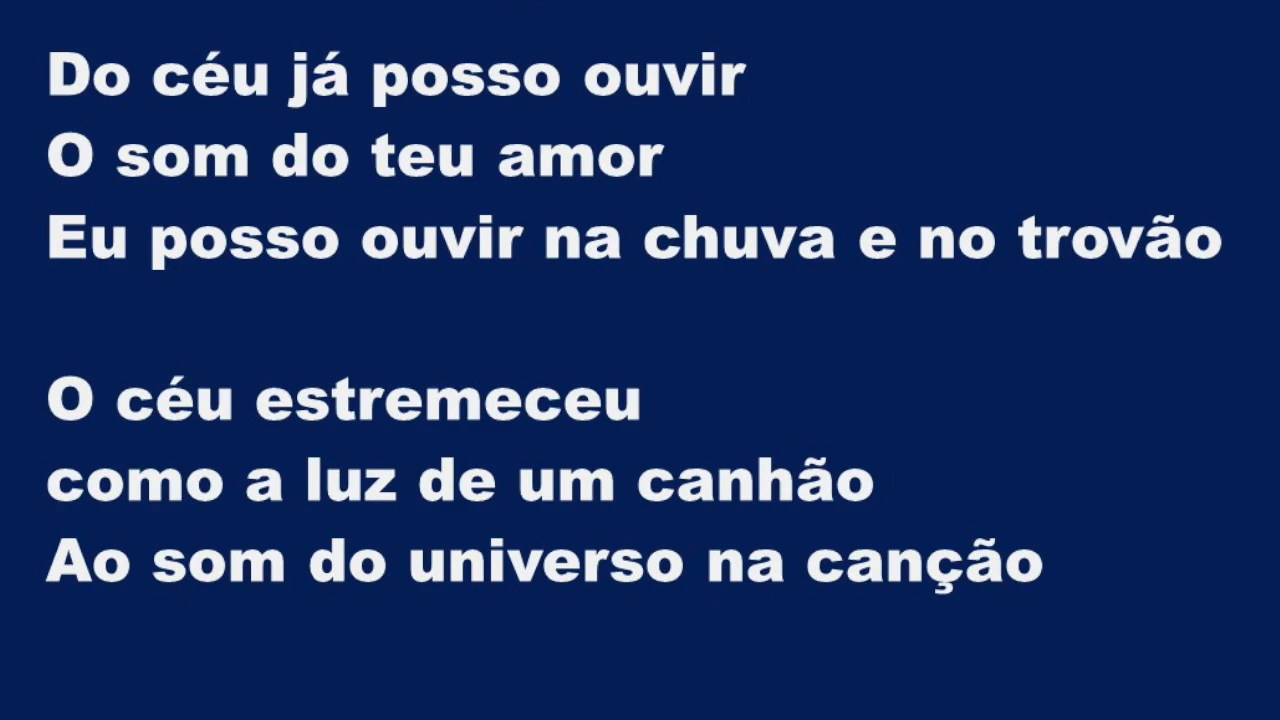 Do céu já posso ouvir
O som do teu amor
Eu posso ouvir na chuva e no trovão
O céu estremeceu
como a luz de um canhão
Ao som do universo na canção